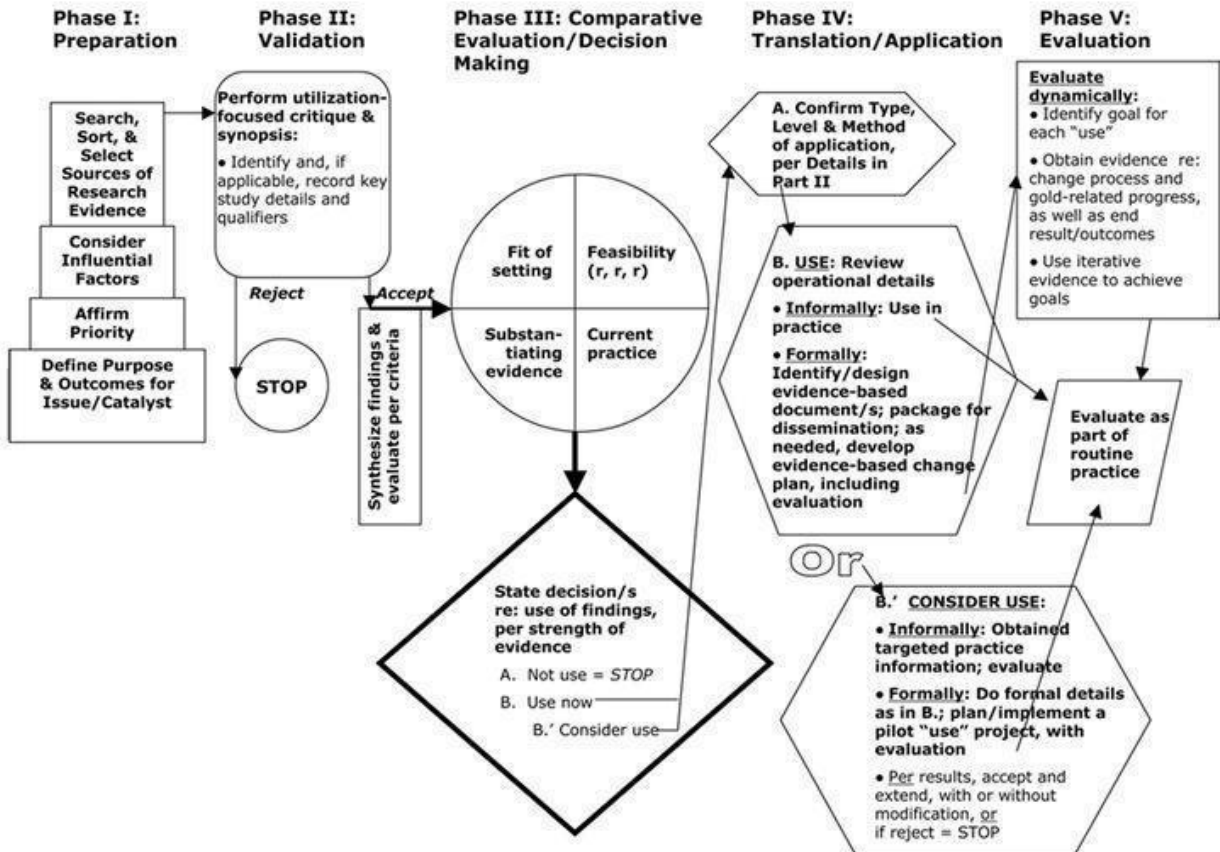 Phase I:
Preparation
Phase II:
Validation
Phase III: Comparative
Evaluation/Decision
Making
Phase IV:
Translation/Application
Phase V:
Evaluation
Search,
Sort, &
Select
Sources of
Research
Evidence
Consider
Influential
Factors
Affirm
Priority
Define Purpose
& Outcomes for
Issue/Catalyst
Perform utilization-
focused critique &
synopsis:
• Identify and, if
applicable, record key
study details and
qualifiers
Reject
Accept
STOP
Synthesize findings &
evaluate per criteria
Fit of
setting
Feasibility
(r, r, r)
Substan-
tiating
evidence
Current
practice
State decision/s
re: use of findings,
per strength of
evidence
A. Not use = STOP
B. Use now
B.’ Consider use
A. Confirm Type,
Level & Method
of application,
per Details in
Part II
B. USE: Review
operational details
• Informally: Use in
practice
• Formally:
Identify/design
evidence-based
document/s; package for
dissemination; as
needed, develop
evidence-based change
plan, including
evaluation
Or
B.’ CONSIDER USE:
• Informally: Obtained
targeted practice
information; evaluate
• Formally: Do formal details
as in B.; plan/implement a
pilot “use” project, with
evaluation
• Per results, accept and
extend, with or without
modification, or
if reject = STOP
Evaluate
dynamically:
• Identify goal for
each “use”
• Obtain evidence re:
change process and
gold-related progress,
as well as end
result/outcomes
• Use iterative
evidence to achieve
goals
Evaluate as
part of
routine
practice